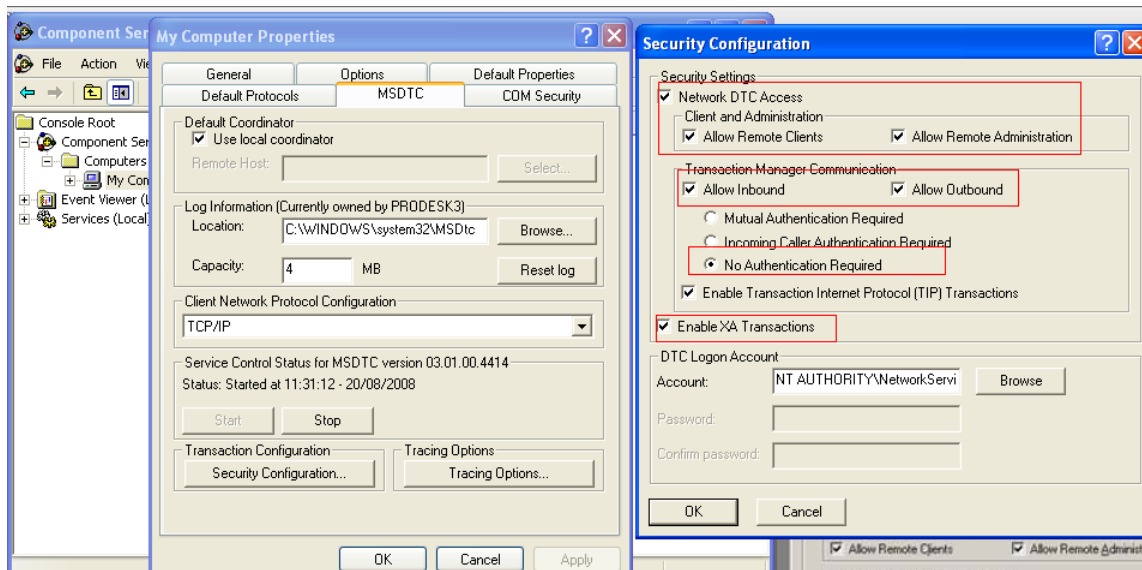 Component Ser
File Action Vie
Console Root
Component Ser
Computers
My Con
Event Viewer (L
Services (Local)
My Computer Properties
General Options Default Properties
Default Protocols MSDTC COM Security
Default Coordinator
Use local coordinator
Remote Host: Select...
Log Information (Currently owned by PRODESK3)
Location: C:\WINDOWS\system32\MSDtc Browse...
Capacity: 4 MB Reset log
Client Network Protocol Configuration
TCP/IP
Service Control Status for MSDTC version 03.01.00.4414
Status: Started at 11:31:12 - 20/08/2008
Start Stop
Transaction Configuration
Security Configuration...
Tracing Options
Tracing Options...
OK Cancel Apply
Security Configuration
Security Settings
Network DTC Access
Client and Administration
Allow Remote Clients Allow Remote Administration
Transaction Manager Communication
Allow Inbound Allow Outbound
Mutual Authentication Required
Incoming Caller Authentication Required
No Authentication Required
Enable Transaction Internet Protocol (TIP) Transactions
Enable XA Transactions
DTC Logon Account
Account: NT AUTHORITY\NetworkServi Browse
Password:
Confirm password:
OK Cancel
Allow Remote Clients Allow Remote Administ